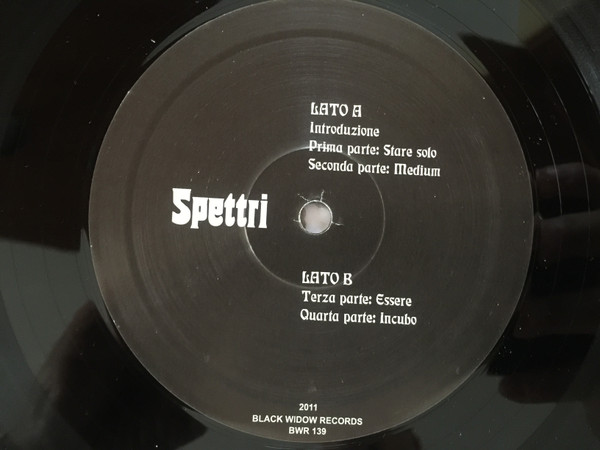 LATO A
Introduzione
Prima parte: Stare solo
Seconda parte: Medium
Spettri
LATO B
Terza parte: Essere
Quarta parte: Incubo
2011
BLACK WIDOW RECORDS
BWR 139